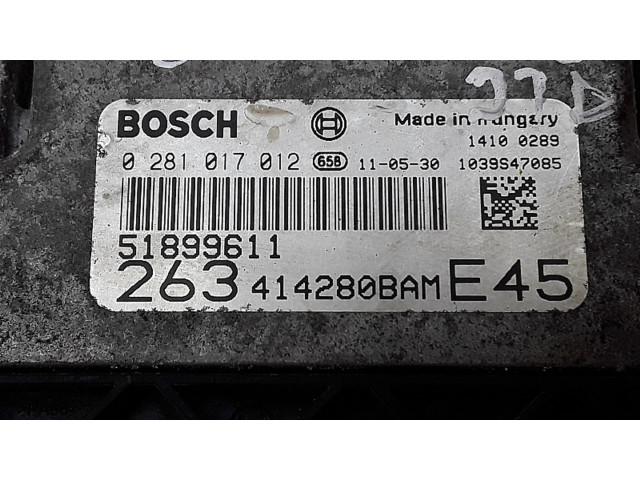 BOSCH Made in Hungary
1410 0289
0 281 017 012 658 11-05-30 1039S47085
51899611
263 414280BAM E45